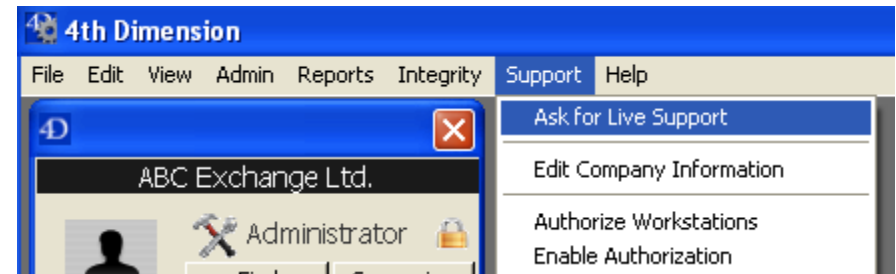 4th Dimension
File Edit View Admin Reports Integrity Support Help
Ask for Live Support
4D
ABC Exchange Ltd.
Edit Company Information
Administrator
Authorize Workstations
Enable Authorization